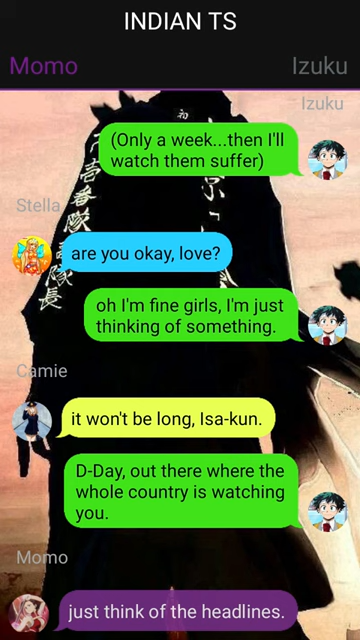 INDIAN TS
Momo
Izuku
Izuku
(Only a week...then I'll
watch them suffer)
Stella
are you okay, love?
oh I'm fine girls, I'm just
thinking of something.
Camie
it won't be long, Isa-kun.
D-Day, out there where the
whole country is watching
you.
Momo
just think of the headlines.